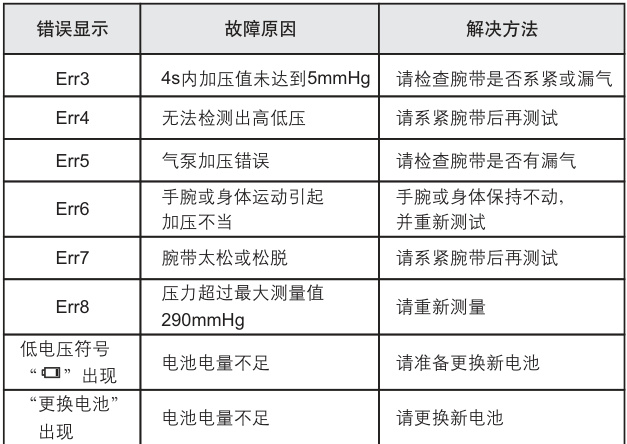 错误显示 故障原因 解决方法
Err3 4s内加压值未达到5mmHg 请检查腕带是否系紧或漏气
Err4 无法检测出高低压 请系紧腕带后再测试
Err5 气泵加压错误 请检查腕带是否有漏气
Err6 手腕或身体运动引起 手腕或身体保持不动,
加压不当 并重新测试
Err7 腕带太松或松脱 请系紧腕带后再测试
Err8 压力超过最大测量值 请重新测量
290mmHg
低电压符号 电池电量不足 请准备更换新电池
“ ” 出现
“更换电池” 电池电量不足 请更换新电池
出现